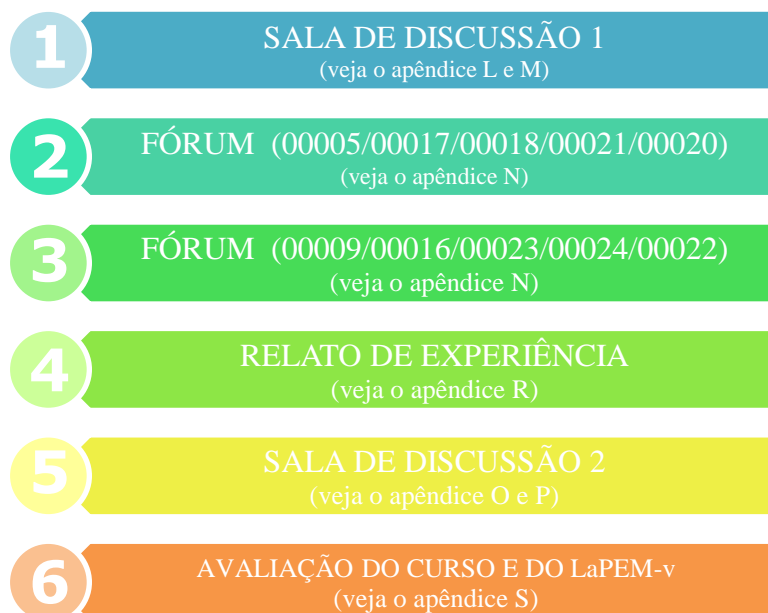 1
SALA DE DISCUSSÃO 1
(veja o apêndice L e M)
2
FÓRUM (00005/00017/00018/00021/00020)
(veja o apêndice N)
3
FÓRUM (00009/00016/00023/00024/00022)
(veja o apêndice N)
4
RELATO DE EXPERIÊNCIA
(veja o apêndice R)
5
SALA DE DISCUSSÃO 2
(veja o apêndice O e P)
6
AVALIAÇÃO DO CURSO E DO LaPEM-v
(veja o apêndice S)